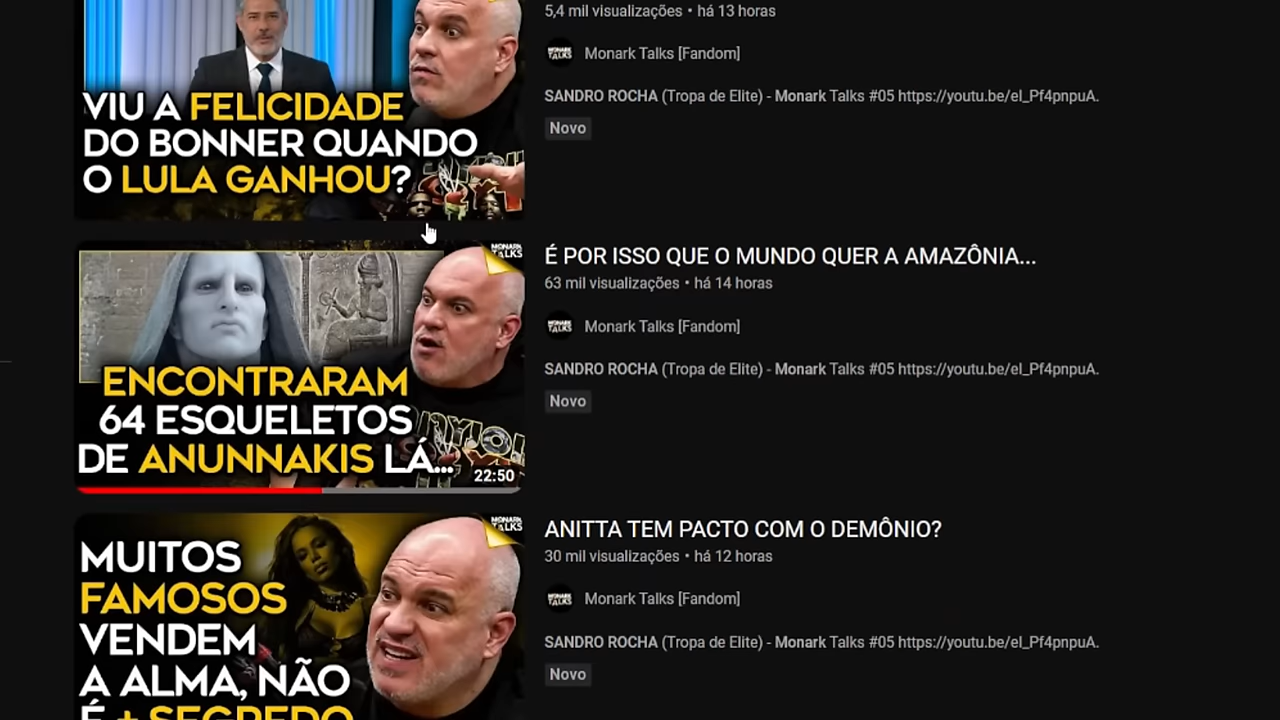 5,4 mil visualizações • há 13 horas
Monark Talks [Fandom]
SANDRO ROCHA (Tropa de Elite) - Monark Talks #05 https://youtu.be/el_Pf4pnpuA.
Novo
VIU A FELICIDADE
DO BONNER QUANDO
O LULA GANHOU?
É POR ISSO QUE O MUNDO QUER A AMAZÔNIA...
63 mil visualizações • há 14 horas
MONARK
TALKS
Monark Talks [Fandom]
SANDRO ROCHA (Tropa de Elite) - Monark Talks #05 https://youtu.be/el_Pf4pnpuA.
Novo
ENCONTRARAM
64 ESQUELETOS
DE ANUNNAKIS LÁ...
22:50
ANITTA TEM PACTO COM O DEMÔNIO?
30 mil visualizações • há 12 horas
MONARK
TALKS
Monark Talks [Fandom]
SANDRO ROCHA (Tropa de Elite) - Monark Talks #05 https://youtu.be/el_Pf4pnpuA.
Novo
MUITOS
FAMOSOS
VENDEM
A ALMA, NÃO
É + SEGREDO